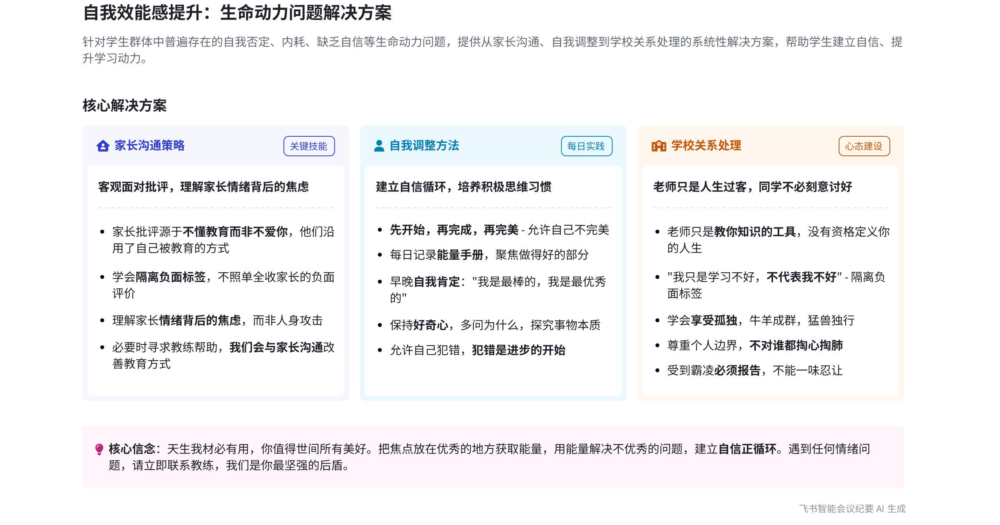 自我效能感提升：生命动力问题解决方案
针对学生群体中普遍存在的自我否定、内耗、缺乏自信等生命动力问题，提供从家长沟通、自我调整到学校关系处理的系统性解决方案，帮助学生建立自信、提
升学习动力。
核心解决方案
家长沟通策略
关键技能
客观面对批评，理解家长情绪背后的焦虑
• 家长批评源于不懂教育而非不爱你，他们沿
用了自己被教育的方式
• 学会隔离负面标签，不照单全收家长的负面
评价
• 理解家长情绪背后的焦虑，而非人身攻击
• 必要时寻求教练帮助，我们会与家长沟通改
善教育方式
自我调整方法
每日实践
建立自信循环，培养积极思维习惯
• 先开始，再完成，再完美 - 允许自己不完美
• 每日记录能量手册，聚焦做得好的部分
• 早晚自我肯定："我是最棒的，我是最优秀
的"
• 保持好奇心，多问为什么，探究事物本质
• 允许自己犯错，犯错是进步的开始
学校关系处理
心态建设
老师只是人生过客，同学不必刻意讨好
• 老师只是教你知识的工具，没有资格定义你
的人生
• "我只是学习不好，不代表我不好" - 隔离负
面标签
• 学会享受孤独，牛羊成群，猛兽独行
• 尊重个人边界，不对谁都掏心掏肺
• 受到霸凌必须报告，不能一味忍让
核心信念：天生我材必有用，你值得世间所有美好。把焦点放在优秀的地方获取能量，用能量解决不优秀的问题，建立自信正循环。遇到任何情绪问
题，请立即联系教练，我们是你最坚强的后盾。
飞书智能会议纪要 AI 生成